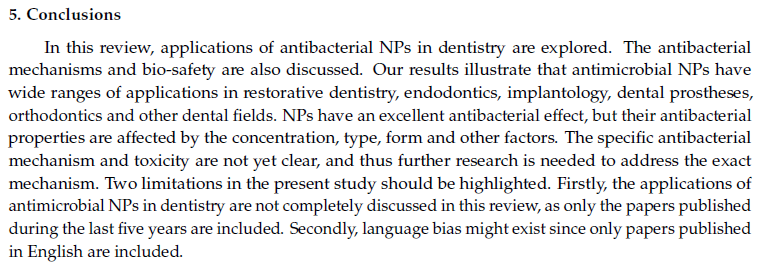 5. Conclusions
In this review, applications of antibacterial NPs in dentistry are explored. The antibacterial
mechanisms and bio-safety are also discussed. Our results illustrate that antimicrobial NPs have
wide ranges of applications in restorative dentistry, endodontics, implantology, dental prostheses,
orthodontics and other dental fields. NPs have an excellent antibacterial effect, but their antibacterial
properties are affected by the concentration, type, form and other factors. The specific antibacterial
mechanism and toxicity are not yet clear, and thus further research is needed to address the exact
mechanism. Two limitations in the present study should be highlighted. Firstly, the applications of
antimicrobial NPs in dentistry are not completely discussed in this review, as only the papers published
during the last five years are included. Secondly, language bias might exist since only papers published
in English are included.